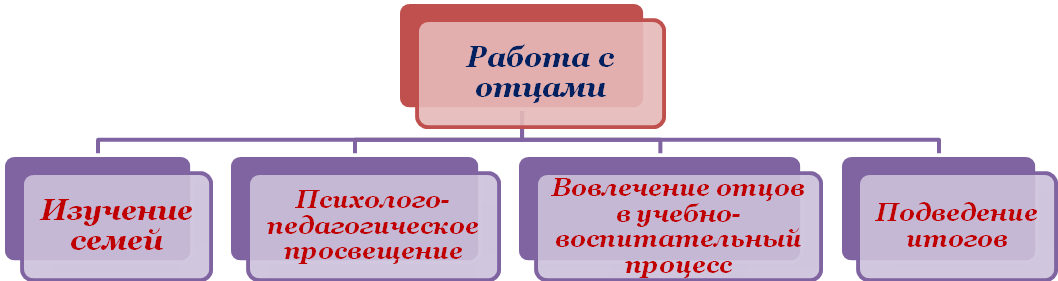 Работа с
отцами
Изучение
семей
Психолого-
педагогическое
просвещение
Вовлечение отцов
в учебно-
воспитательный
процесс
Подведение
итогов